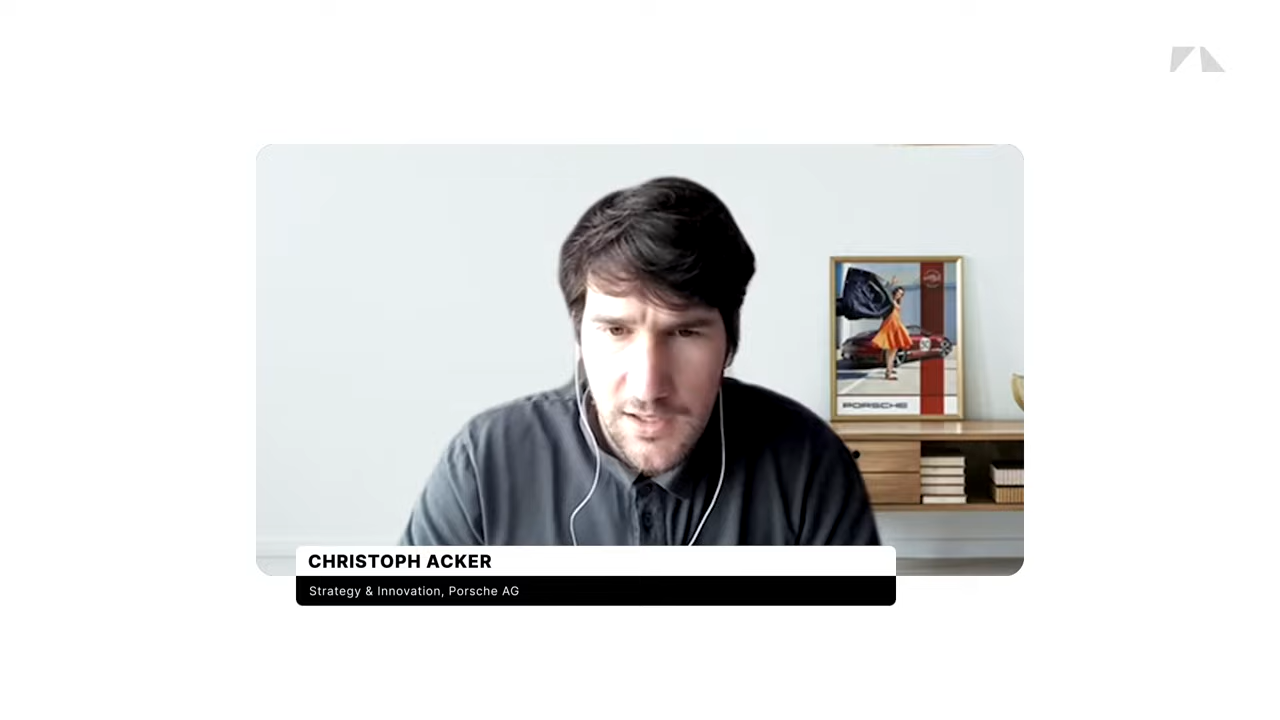 PORSCHE
CHRISTOPH ACKER
Strategy & Innovation, Porsche AG